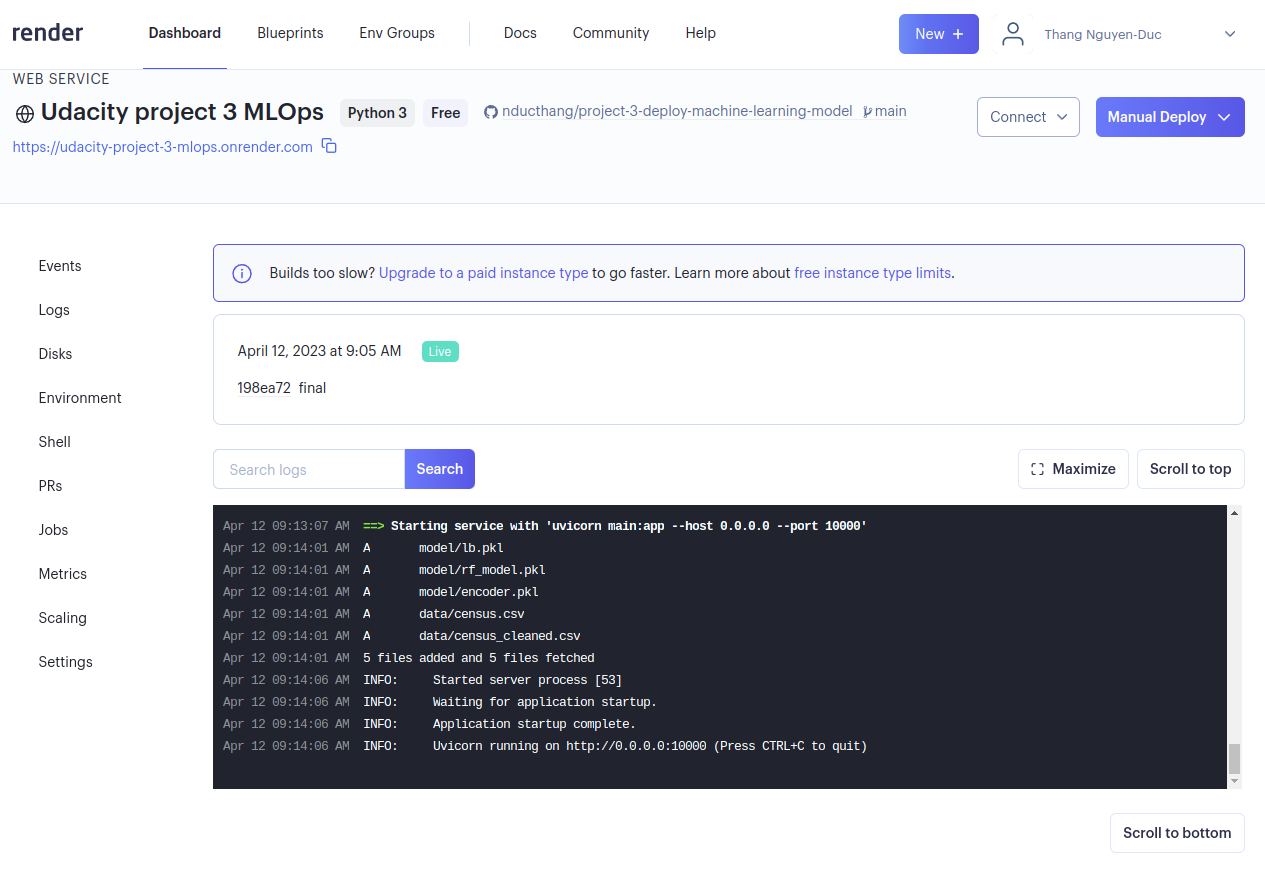 render
Dashboard
Blueprints
Env Groups
Docs
Community
Help
New +
Thang Nguyen-Duc
WEB SERVICE
Udacity project 3 MLOps
Python 3
Free
nducthang/project-3-deploy-machine-learning-model
main
Connect
Manual Deploy
https://udacity-project-3-mlops.onrender.com
Events
Logs
Disks
Environment
Shell
PRs
Jobs
Metrics
Scaling
Settings
Builds too slow? Upgrade to a paid instance type to go faster. Learn more about free instance type limits.
April 12, 2023 at 9:05 AM Live
198ea72 final
Search logs
Search
Maximize
Scroll to top
Apr 12 09:13:07 AM ==> Starting service with 'uvicorn main:app --host 0.0.0.0 --port 10000'
Apr 12 09:14:01 AM A model/lb.pkl
Apr 12 09:14:01 AM A model/rf_model.pkl
Apr 12 09:14:01 AM A model/encoder.pkl
Apr 12 09:14:01 AM A data/census.csv
Apr 12 09:14:01 AM A data/census_cleaned.csv
Apr 12 09:14:01 AM 5 files added and 5 files fetched
Apr 12 09:14:06 AM INFO: Started server process [53]
Apr 12 09:14:06 AM INFO: Waiting for application startup.
Apr 12 09:14:06 AM INFO: Application startup complete.
Apr 12 09:14:06 AM INFO: Uvicorn running on http://0.0.0.0:10000 (Press CTRL+C to quit)
Scroll to bottom